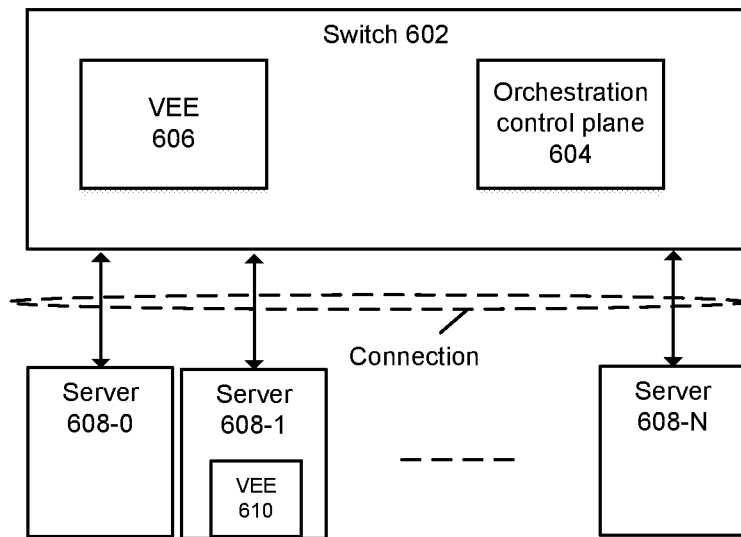 Switch 602
VEE
606
Orchestration
control plane
604
Connection
Server
608-0
Server
608-1
VEE
610
Server
608-N